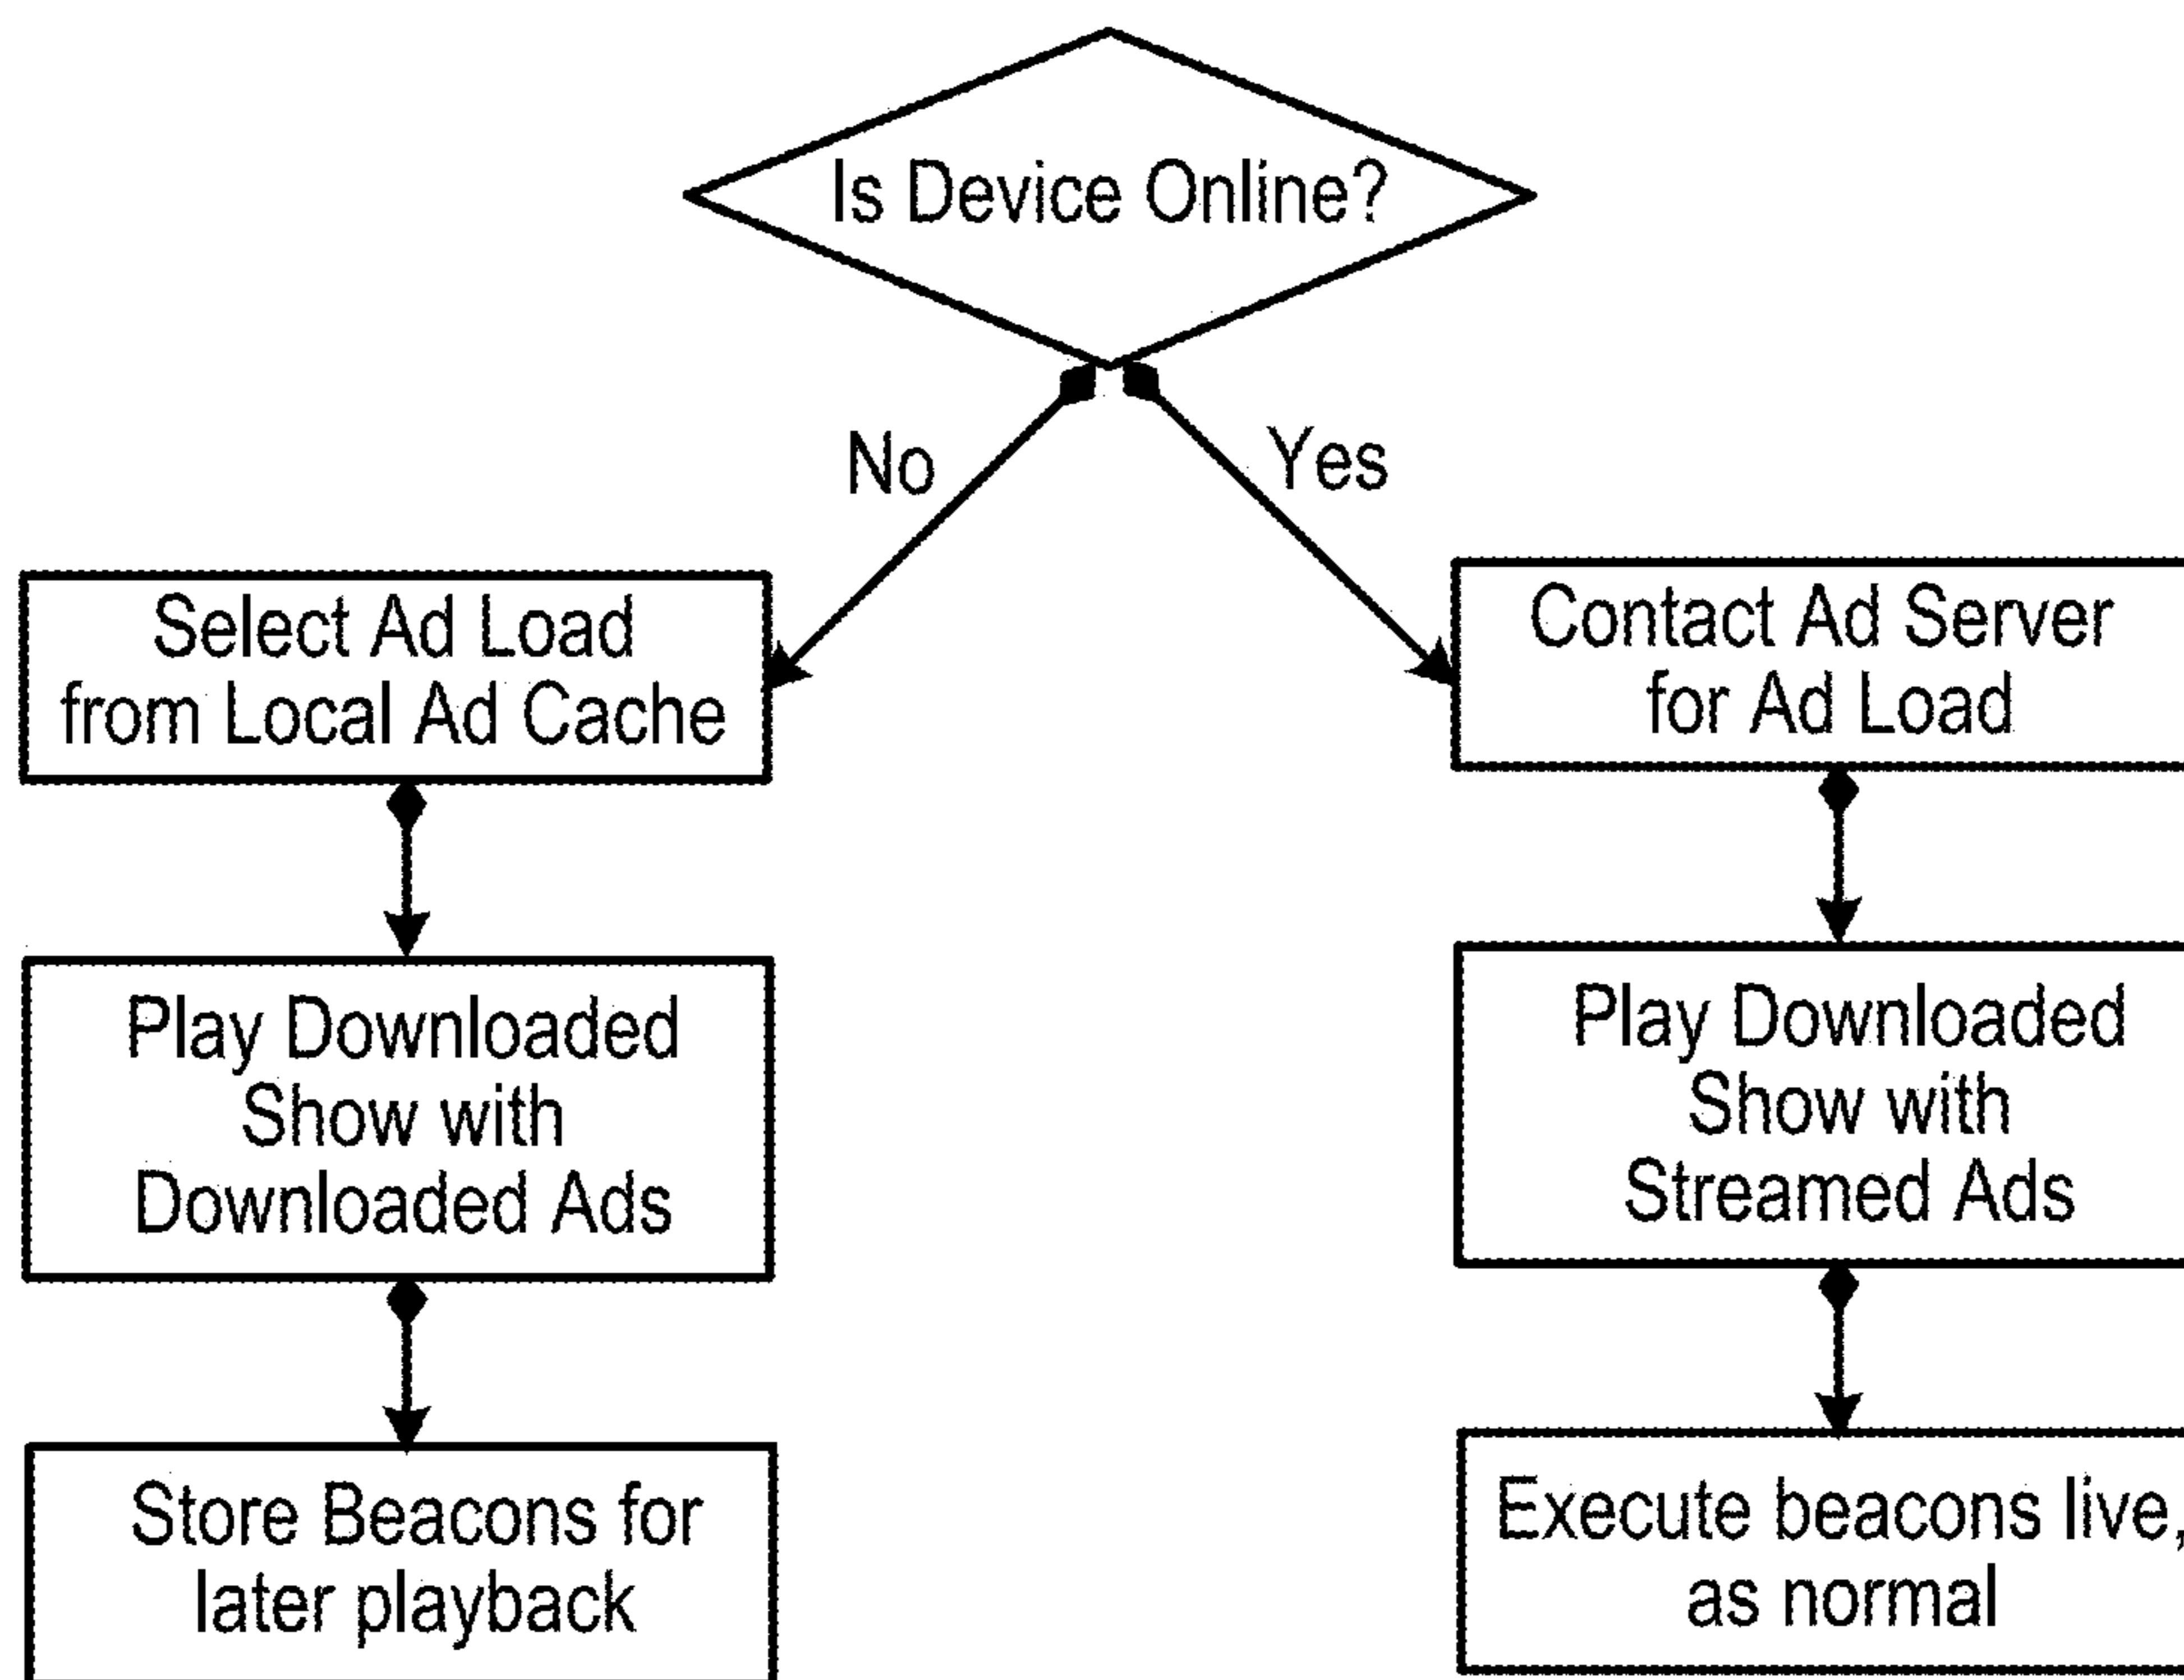 Is Device Online?
No
Yes
Select Ad Load
from Local Ad Cache
Contact Ad Server
for Ad Load
Play Downloaded
Show with
Downloaded Ads
Play Downloaded
Show with
Streamed Ads
Store Beacons for
later playback
Execute beacons live,
as normal